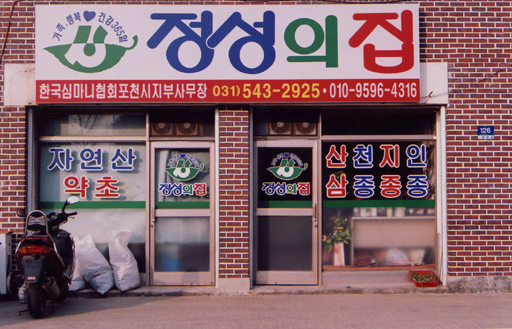 가족·행복♥건강365일
정성의집
한국심마니협회포천시지부사무장 031)543-2925·010-9596-4316
126
자연산
약초
정성의집
정성의집
산천지인
삼종종종